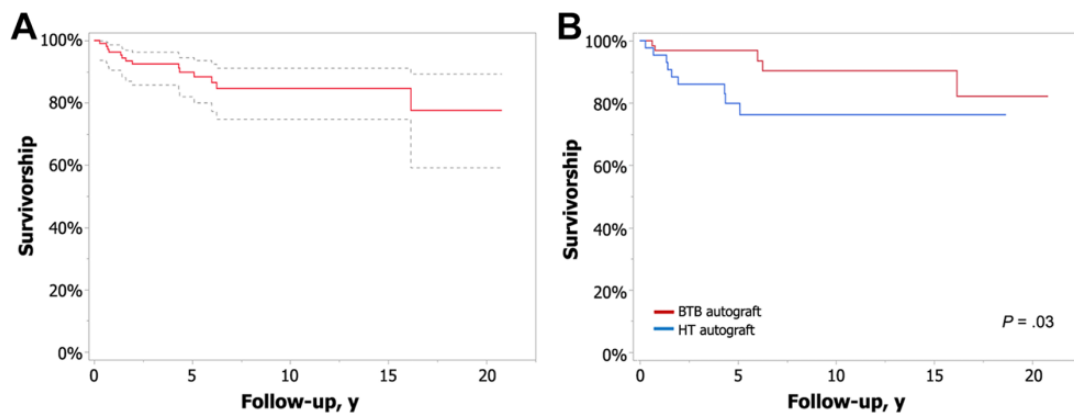 A
100%
80%
60%
40%
20%
0%
Survivorship
0 5 10 15 20
Follow-up, y
B
100%
80%
60%
40%
20%
0%
Survivorship
BTB autograft
HT autograft
P = .03
0 5 10 15 20
Follow-up, y